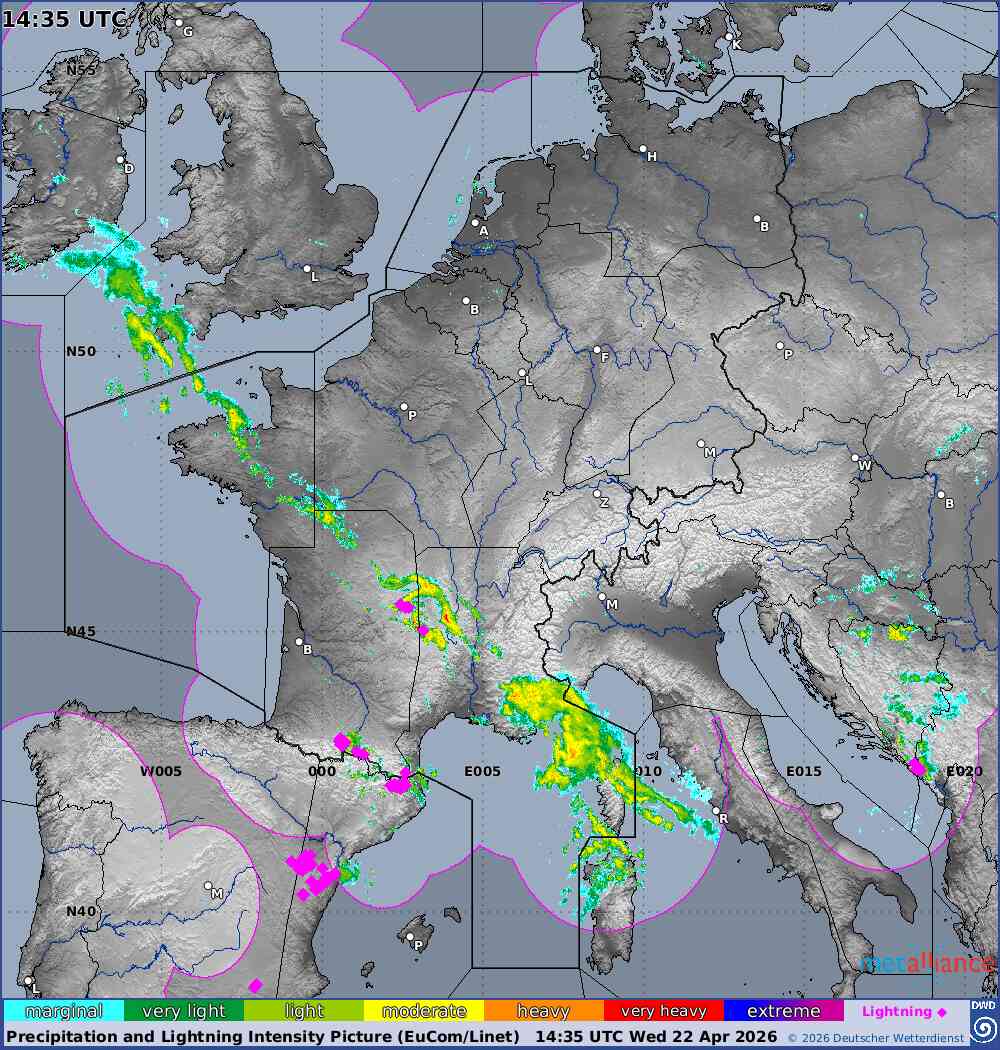 14:35 UTC
G
K
N55
D
H
A
B
L
B
N50
F
P
L
P
M
W
Z
B
M
N45
B
W005
000
E005
010
E015
E020
R
M
N40
P
L
metalliance
marginal very light light moderate heavy very heavy extreme Lightning ◆ DWD
Precipitation and Lightning Intensity Picture (EuCom/Linet) 14:35 UTC Wed 22 Apr 2026 © 2026 Deutscher Wetterdienst